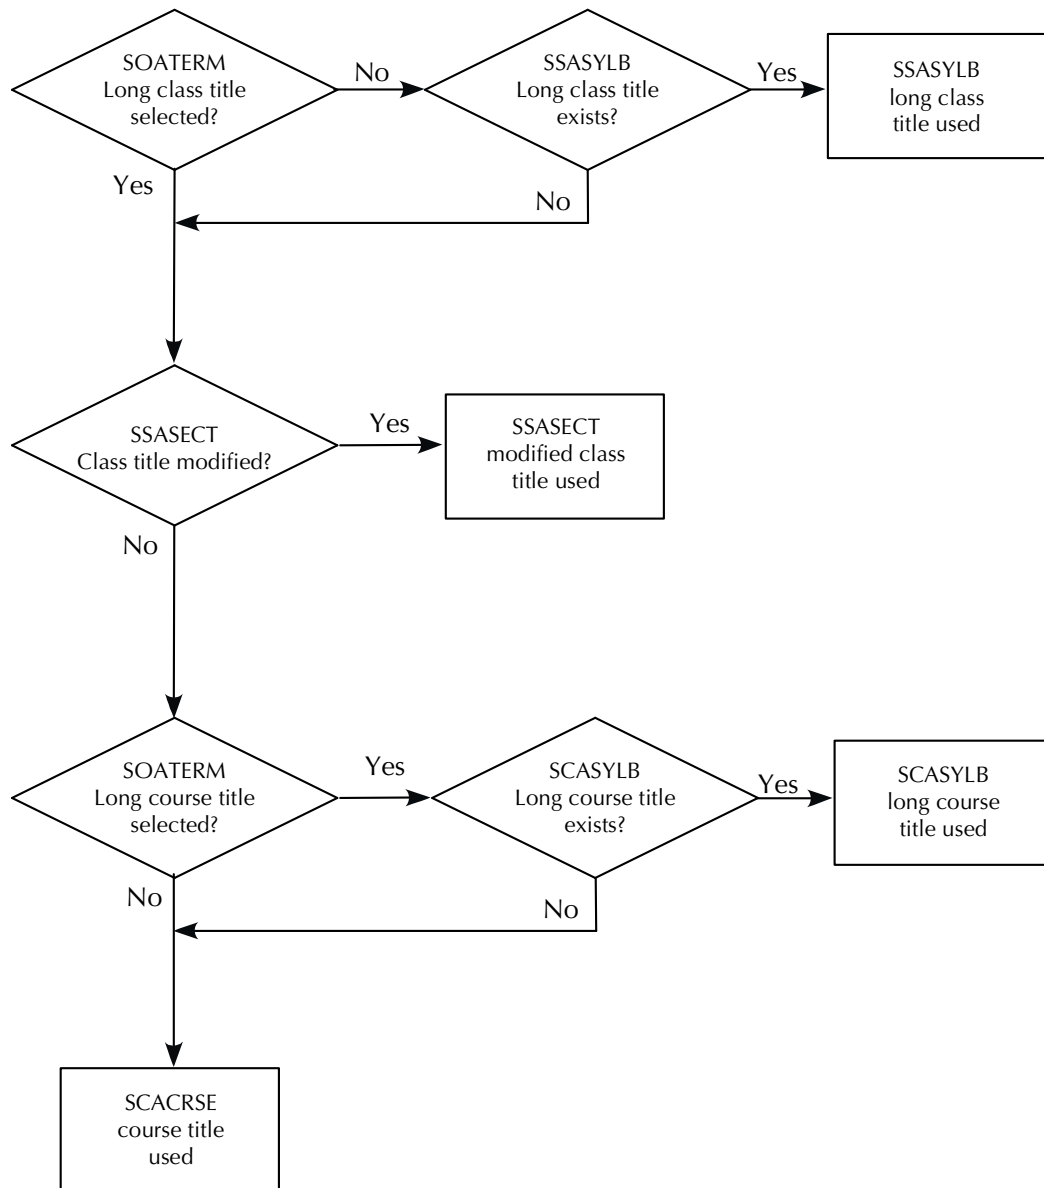 SOATERM
Long class title
selected?
No
SSASYLB
Long class title
exists?
Yes
SSASYLB
long class
title used
Yes
No
SSASECT
Class title modified?
Yes
SSASECT
modified class
title used
No
SOATERM
Long course title
selected?
Yes
SCASYLB
Long course title
exists?
Yes
SCASYLB
long course
title used
No
No
SCACRSE
course title
used